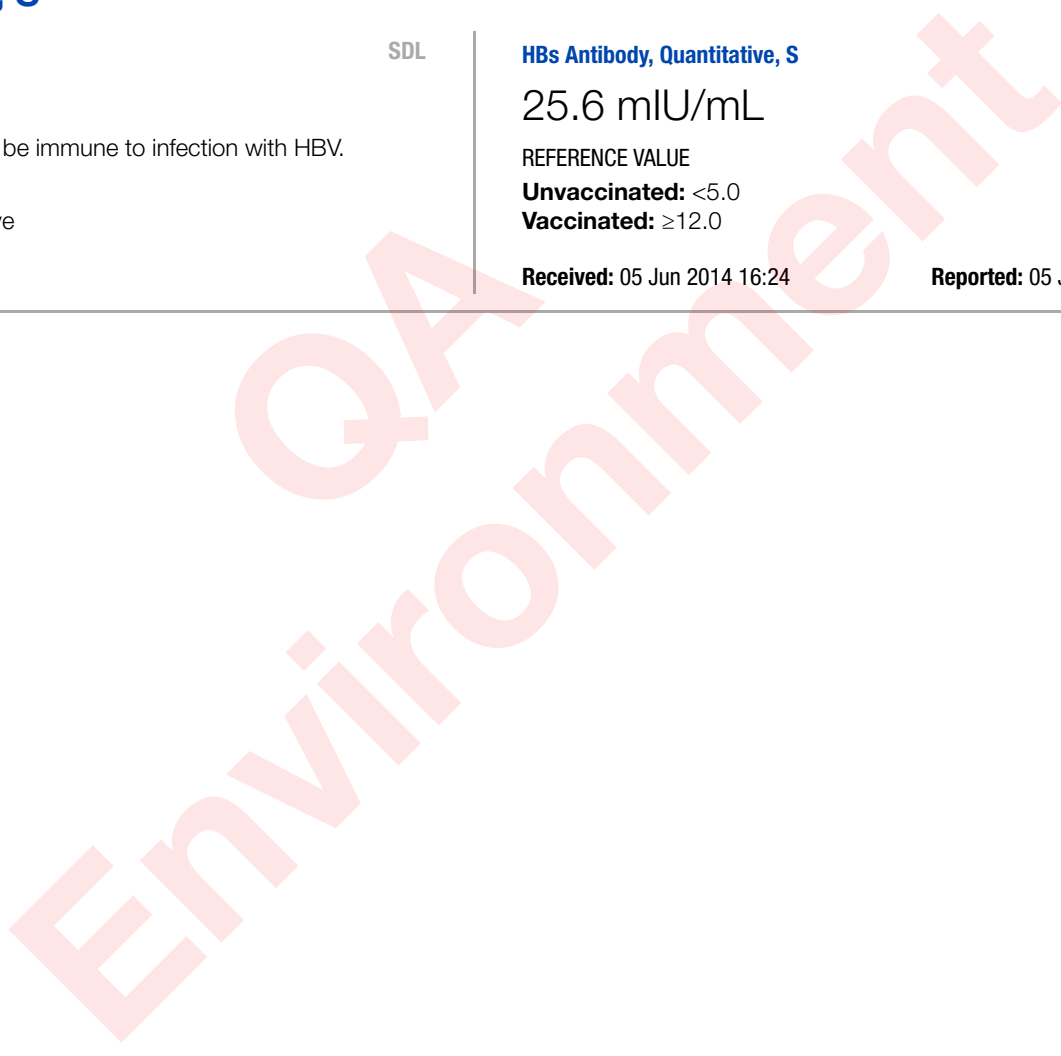 SDL
be immune to infection with HBV.
HBs Antibody, Quantitative, S
25.6 mIU/mL
REFERENCE VALUE
Unvaccinated: <5.0
Vaccinated: ≥12.0
Received: 05 Jun 2014 16:24
Reported: 05
QA
Environment